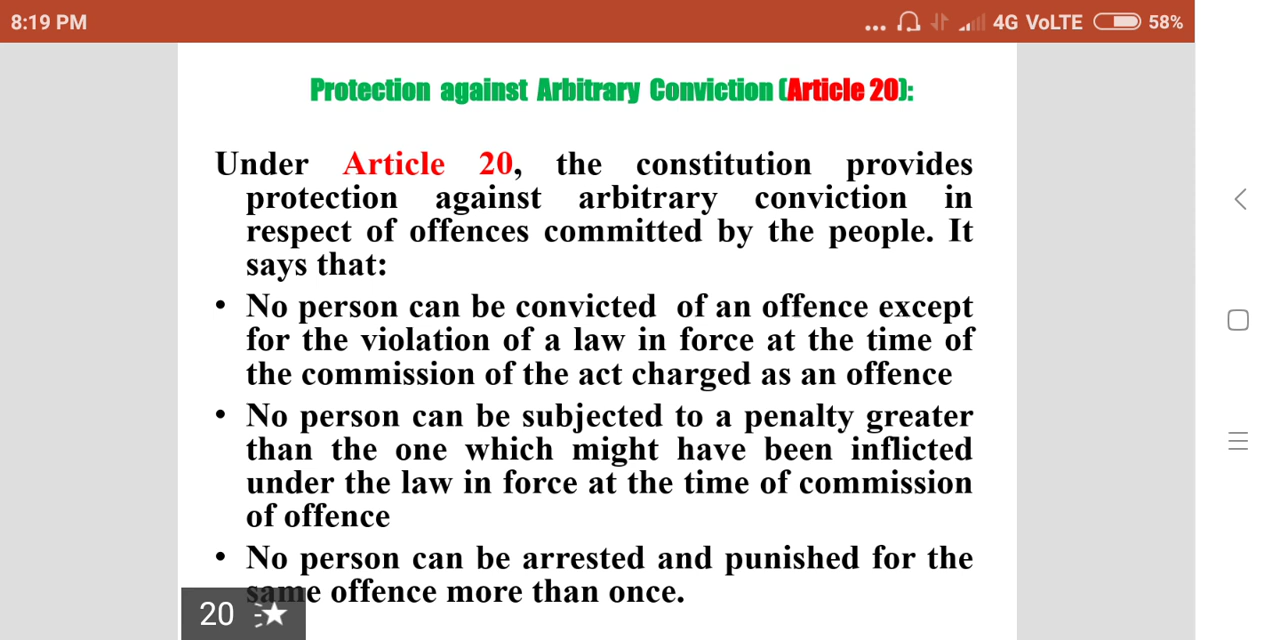 8:19 PM
... 4G VoLTE 58%
Protection against Arbitrary Conviction (Article 20):
Under Article 20, the constitution provides
protection against arbitrary conviction in
respect of offences committed by the people. It
says that:
• No person can be convicted of an offence except
for the violation of a law in force at the time of
the commission of the act charged as an offence
• No person can be subjected to a penalty greater
than the one which might have been inflicted
under the law in force at the time of commission
of offence
• No person can be arrested and punished for the
same offence more than once.
20